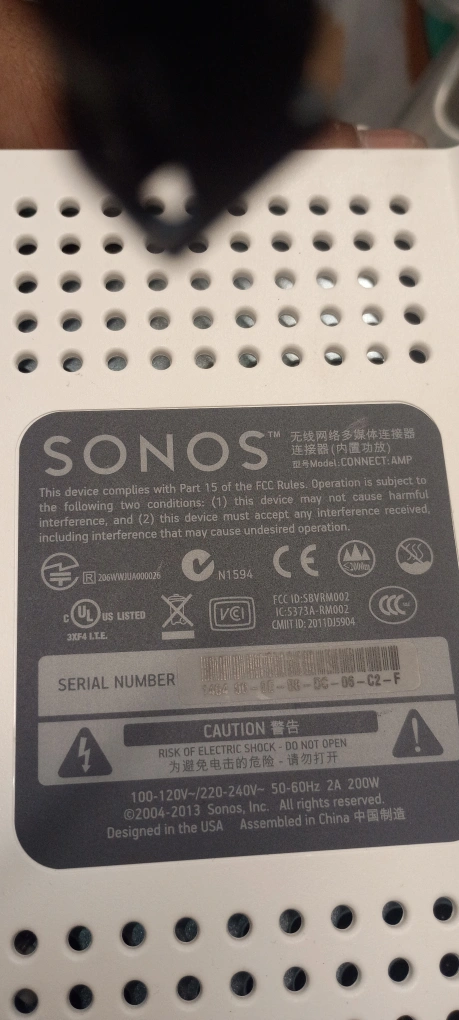 SONOS™
无线网络多媒体连接器
连接器(内置功放)
型号Model:CONNECT:AMP
This device complies with Part 15 of the FCC Rules. Operation is subject to
the following two conditions: (1) this device may not cause harmful
interference, and (2) this device must accept any interference received,
including interference that may cause undesired operation.
R 206WWJUA000026
N1594
CE
≤2000m
c UL US LISTED
3XF4 I.T.E.
VCI
FCC ID:SBVRM002
IC:5373A-RM002
CMIIT ID: 2011DJ5904
CCC
SERIAL NUMBER
CAUTION 警告
RISK OF ELECTRIC SHOCK - DO NOT OPEN
为避免电击的危险 - 请勿打开
100-120V~/220-240V~ 50-60Hz 2A 200W
©2004-2013 Sonos, Inc. All rights reserved.
Designed in the USA Assembled in China 中国制造